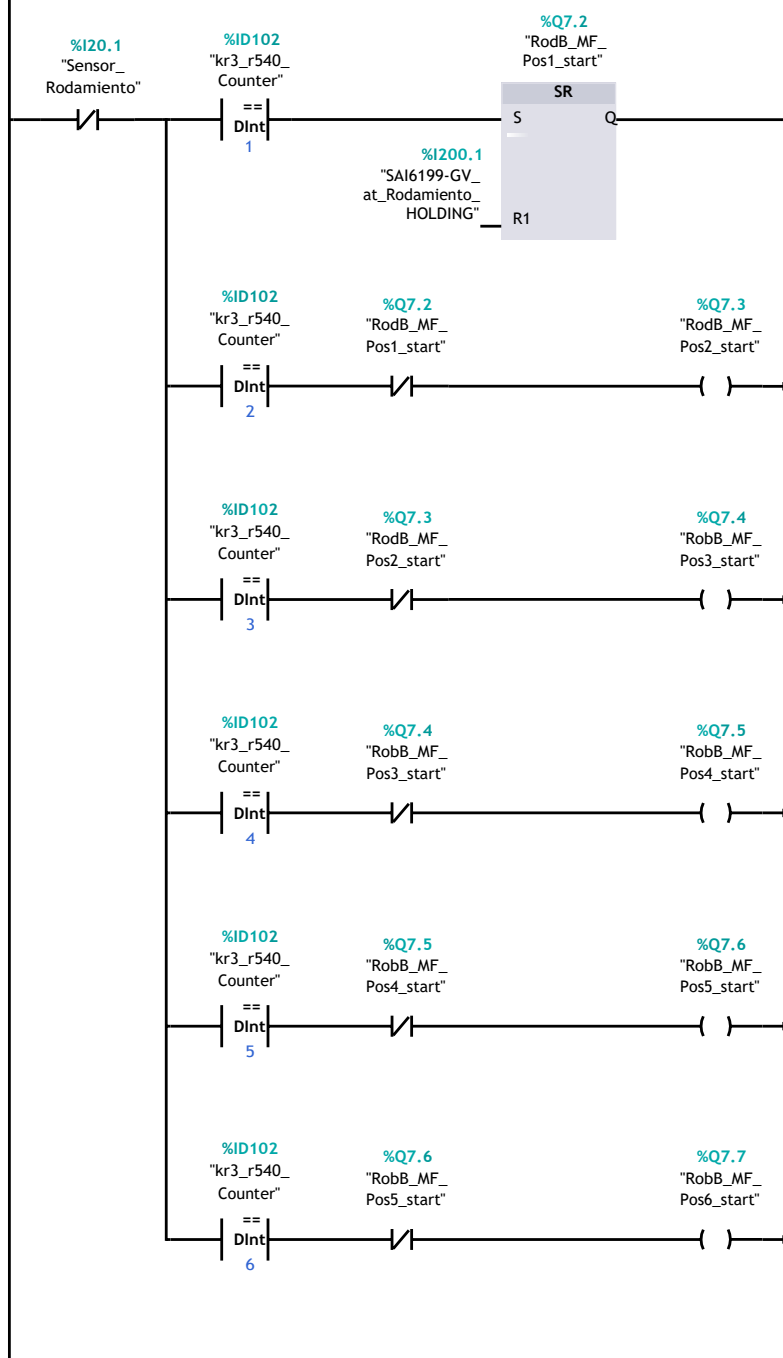 %Q7.2
"RodB_MF_
Pos1_start"
%I20.1
"Sensor_
Rodamiento"
%ID102
"kr3_r540_
Counter"
==
DInt
1
SR
S
Q
%I200.1
"SAI6199-GV_
at_Rodamiento_
HOLDING"
R1
%ID102
"kr3_r540_
Counter"
==
DInt
2
%Q7.2
"RodB_MF_
Pos1_start"
%Q7.3
"RodB_MF_
Pos2_start"
%ID102
"kr3_r540_
Counter"
==
DInt
3
%Q7.3
"RodB_MF_
Pos2_start"
%Q7.4
"RobB_MF_
Pos3_start"
%ID102
"kr3_r540_
Counter"
==
DInt
4
%Q7.4
"RobB_MF_
Pos3_start"
%Q7.5
"RobB_MF_
Pos4_start"
%ID102
"kr3_r540_
Counter"
==
DInt
5
%Q7.5
"RobB_MF_
Pos4_start"
%Q7.6
"RobB_MF_
Pos5_start"
%ID102
"kr3_r540_
Counter"
==
DInt
6
%Q7.6
"RobB_MF_
Pos5_start"
%Q7.7
"RobB_MF_
Pos6_start"